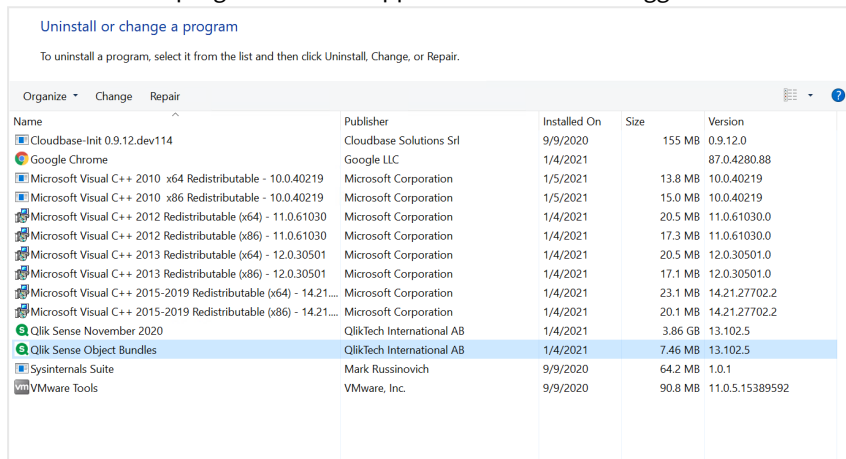 Uninstall or change a program
To uninstall a program, select it from the list and then click Uninstall, Change, or Repair.
Organize Change Repair
Name Publisher Installed On Size Version
Cloudbase-Init 0.9.12.dev114 Cloudbase Solutions Srl 9/9/2020 155 MB 0.9.12.0
Google Chrome Google LLC 1/4/2021 87.0.4280.88
Microsoft Visual C++ 2010 x64 Redistributable - 10.0.40219 Microsoft Corporation 1/5/2021 13.8 MB 10.0.40219
Microsoft Visual C++ 2010 x86 Redistributable - 10.0.40219 Microsoft Corporation 1/5/2021 15.0 MB 10.0.40219
Microsoft Visual C++ 2012 Redistributable (x64) - 11.0.61030 Microsoft Corporation 1/4/2021 20.5 MB 11.0.61030.0
Microsoft Visual C++ 2012 Redistributable (x86) - 11.0.61030 Microsoft Corporation 1/4/2021 17.3 MB 11.0.61030.0
Microsoft Visual C++ 2013 Redistributable (x64) - 12.0.30501 Microsoft Corporation 1/4/2021 20.5 MB 12.0.30501.0
Microsoft Visual C++ 2013 Redistributable (x86) - 12.0.30501 Microsoft Corporation 1/4/2021 17.1 MB 12.0.30501.0
Microsoft Visual C++ 2015-2019 Redistributable (x64) - 14.21.... Microsoft Corporation 1/4/2021 23.1 MB 14.21.27702.2
Microsoft Visual C++ 2015-2019 Redistributable (x86) - 14.21.... Microsoft Corporation 1/4/2021 20.1 MB 14.21.27702.2
Qlik Sense November 2020 QlikTech International AB 1/4/2021 3.86 GB 13.102.5
Qlik Sense Object Bundles QlikTech International AB 1/4/2021 7.46 MB 13.102.5
Sysinternals Suite Mark Russinovich 9/9/2020 64.2 MB 1.0.1
vm VMware Tools VMware, Inc. 9/9/2020 90.8 MB 11.0.5.15389592